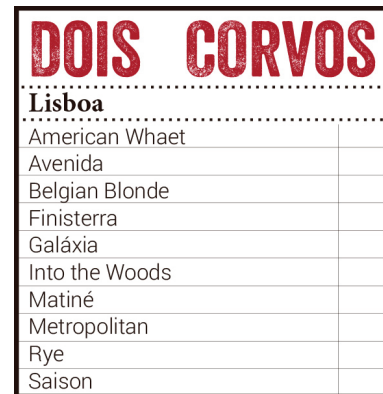 DOIS CORVOS
Lisboa
American Whaet
Avenida
Belgian Blonde
Finisterra
Galáxia
Into the Woods
Matiné
Metropolitan
Rye
Saison